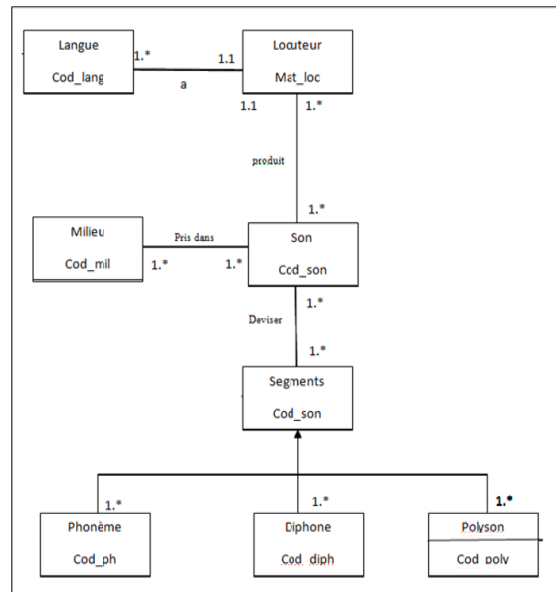 Langue
Cod_lang
1.*
1.1
a
Locuteur
Mat_loc
1.1
1.*
produit
1.*
Milieu
Cod_mil
Pris dans
1.*
1.*
Son
Ccd_son
1.*
Deviser
1.*
Segments
Cod_son
1.*
1.*
1.*
Phonème
Cod_ph
Diphone
Cod_diph
Polyson
Cod_poly